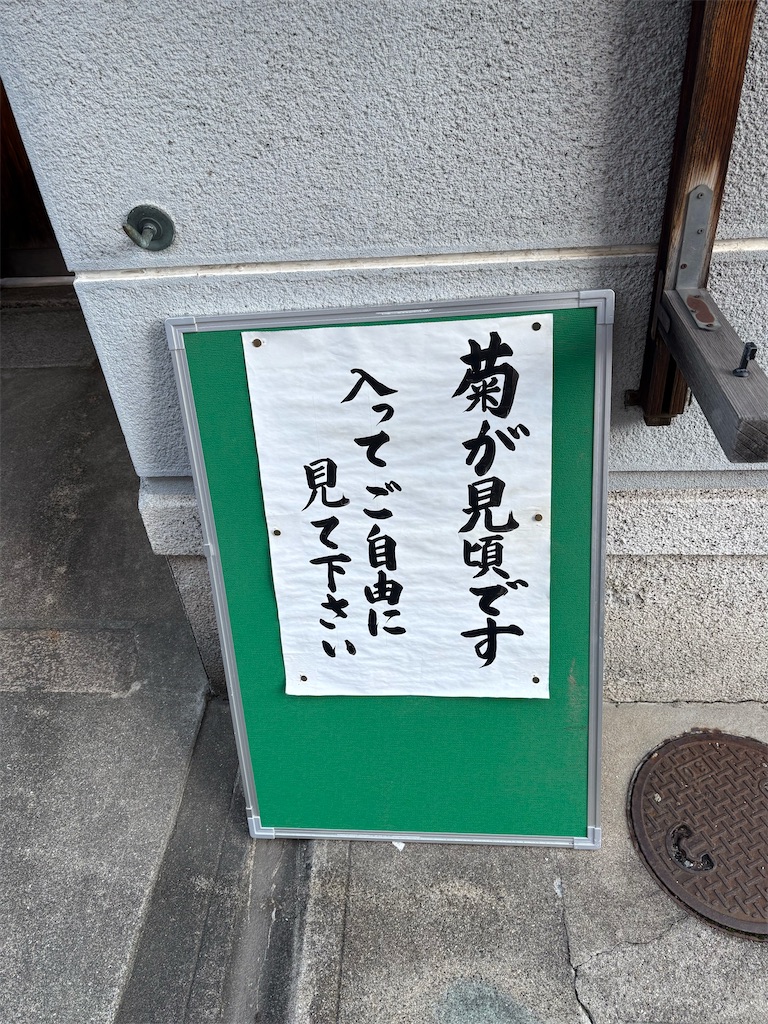 菊が見頃です
入ってご自由に
見て下さい